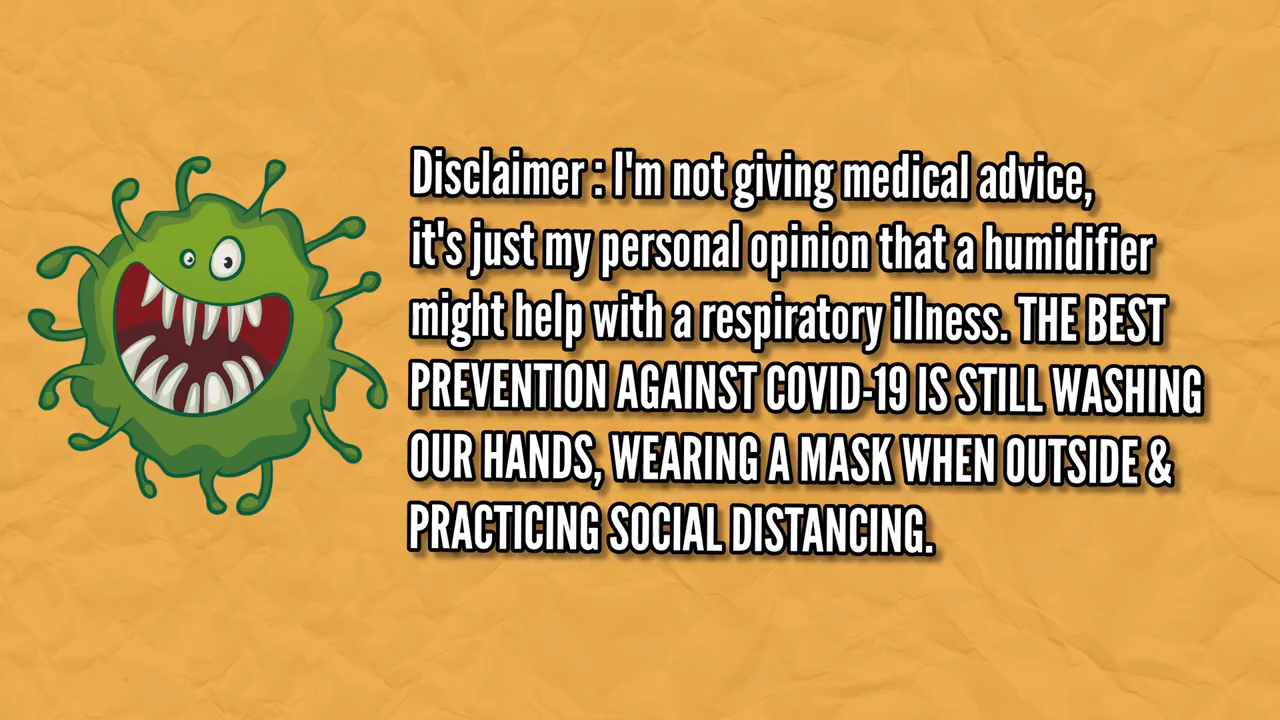 Disclaimer : I'm not giving medical advice,
it's just my personal opinion that a humidifier
might help with a respiratory illness. THE BEST
PREVENTION AGAINST COVID-19 IS STILL WASHING
OUR HANDS, WEARING A MASK WHEN OUTSIDE &
PRACTICING SOCIAL DISTANCING.